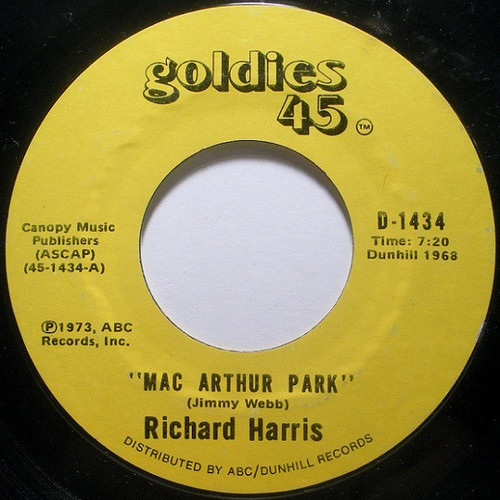 goldies
45 ™
Canopy Music
Publishers
(ASCAP)
(45-1434-A)
D-1434
Time: 7:20
Dunhill 1968
Ⓟ1973, ABC
Records, Inc.
"MAC ARTHUR PARK"
(Jimmy Webb)
Richard Harris
DISTRIBUTED BY ABC/DUNHILL RECORDS